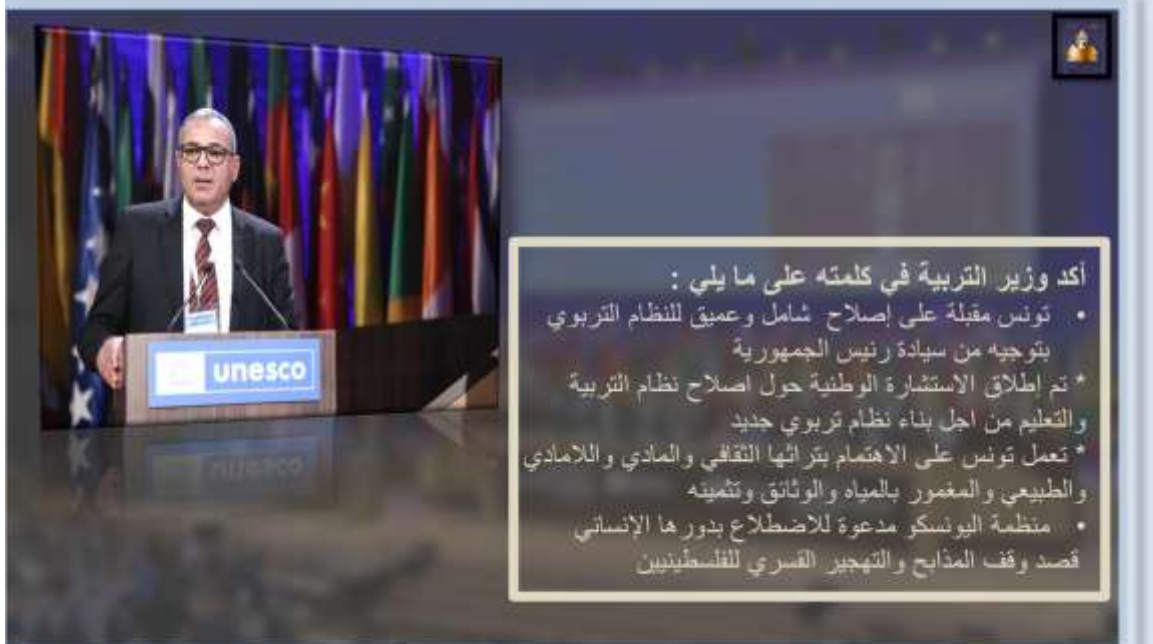 unesco
أكد وزير التربية في كلمته على ما يلي :
• تونس مقبلة على إصلاح شامل وعميق للنظام التربوي
بتوجيه من سيادة رئيس الجمهورية
* تم إطلاق الاستشارة الوطنية حول اصلاح نظام التربية
والتعليم من اجل بناء نظام تربوي جديد
* تعمل تونس على الاهتمام بتراثها الثقافي والمادي واللامادي
والطبيعي والمغمور بالمياه والوثائق وتثمينه
• منظمة اليونسكو مدعوة للاضطلاع بدورها الإنساني
قصد وقف المذابح والتهجير القسري للفلسطينيين